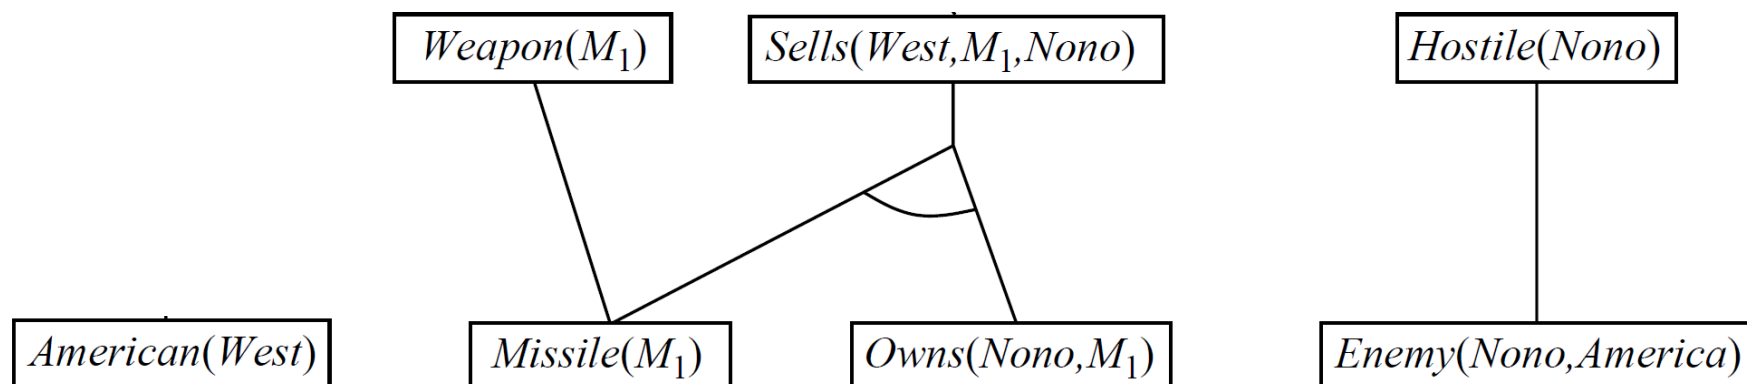 Weapon(M₁) Sells(West,M₁,Nono) Hostile(Nono)
American(West) Missile(M₁) Owns(Nono,M₁) Enemy(Nono,America)